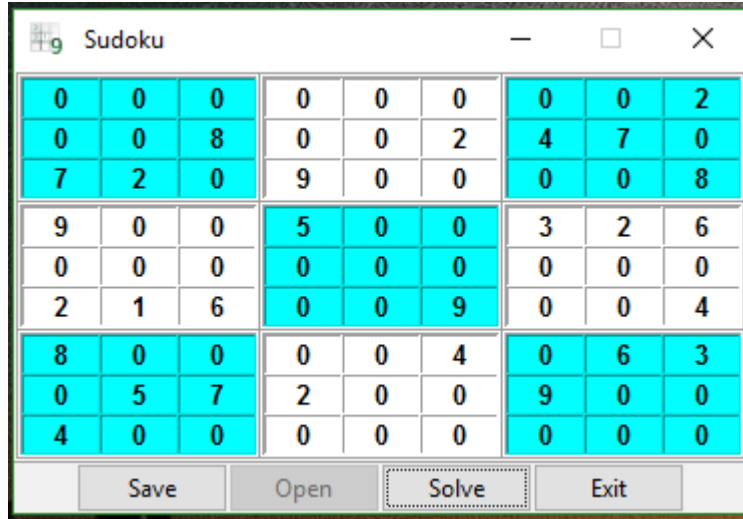 9 Sudoku
0 0 0 0 0 0 0 0 2
0 0 8 0 0 2 4 7 0
7 2 0 9 0 0 0 0 8
9 0 0 5 0 0 3 2 6
0 0 0 0 0 0 0 0 0
2 1 6 0 0 9 0 0 4
8 0 0 0 0 4 0 6 3
0 5 7 2 0 0 9 0 0
4 0 0 0 0 0 0 0 0
Save Open Solve Exit